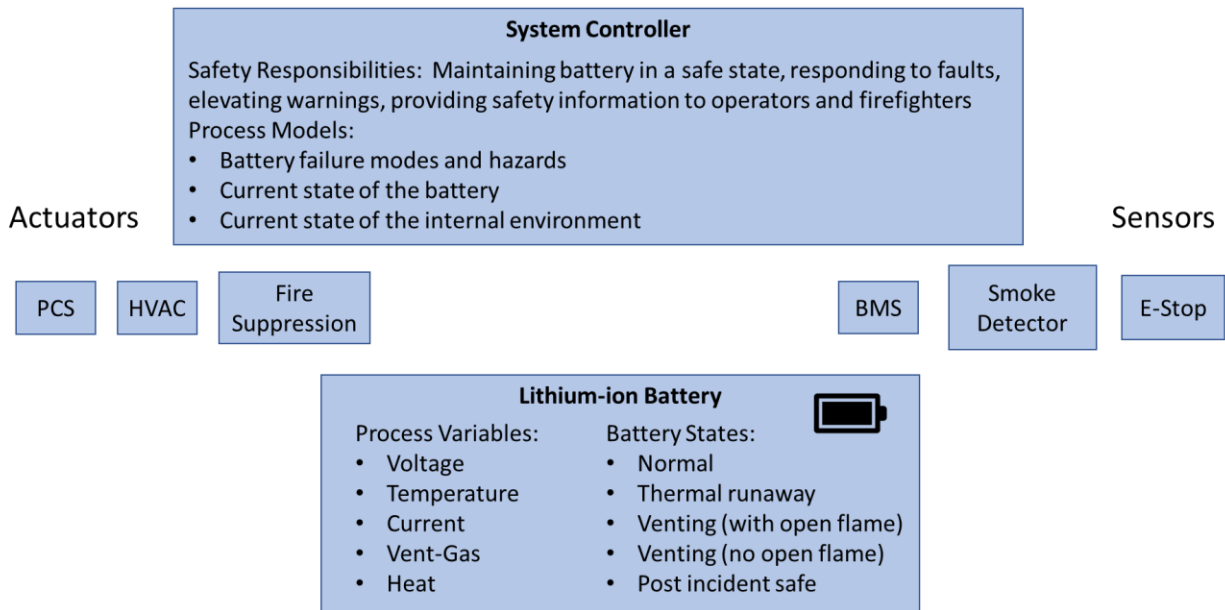 System Controller
Safety Responsibilities: Maintaining battery in a safe state, responding to faults,
elevating warnings, providing safety information to operators and firefighters
Process Models:
• Battery failure modes and hazards
• Current state of the battery
• Current state of the internal environment
Actuators
Sensors
PCS
HVAC
Fire
Suppression
BMS
Smoke
Detector
E-Stop
Lithium-ion Battery
Process Variables:
• Voltage
• Temperature
• Current
• Vent-Gas
• Heat
Battery States:
• Normal
• Thermal runaway
• Venting (with open flame)
• Venting (no open flame)
• Post incident safe